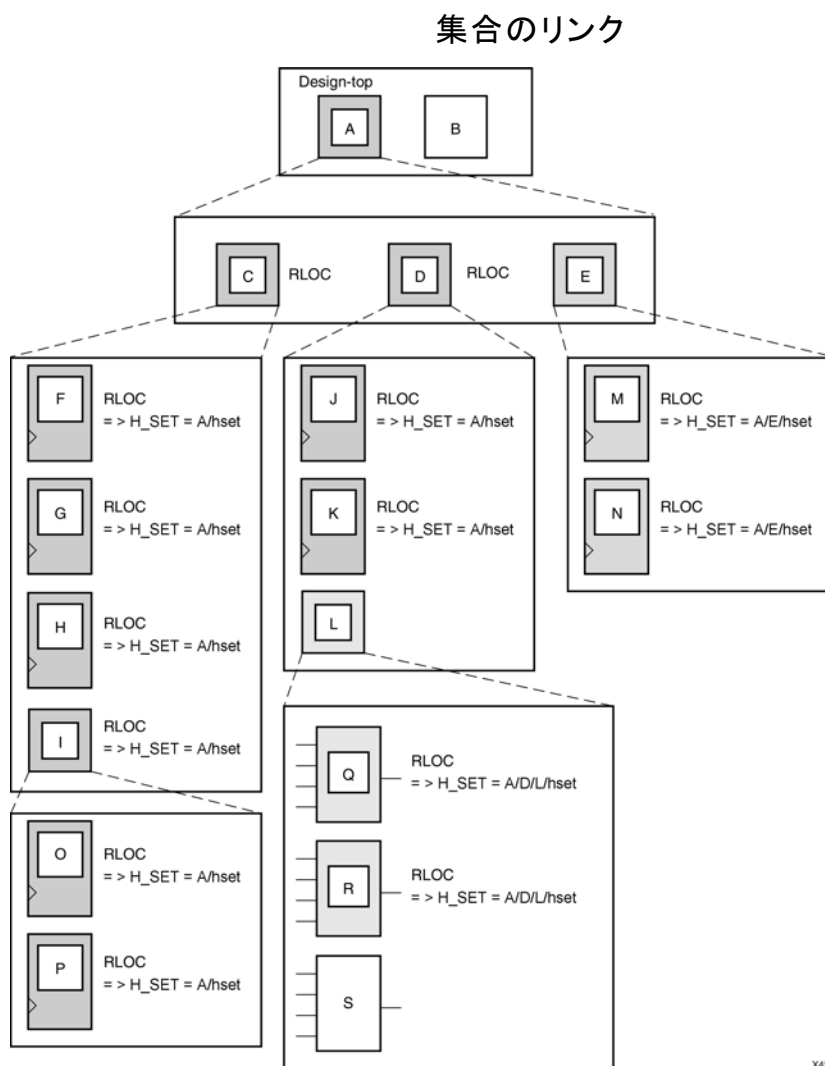 集合のリンク
Design-top
A
B
C
RLOC
D
RLOC
E
F
RLOC
= > H_SET = A/hset
G
RLOC
= > H_SET = A/hset
H
RLOC
= > H_SET = A/hset
I
RLOC
= > H_SET = A/hset
J
RLOC
= > H_SET = A/hset
K
RLOC
= > H_SET = A/hset
L
M
RLOC
= > H_SET = A/E/hset
N
RLOC
= > H_SET = A/E/hset
O
RLOC
= > H_SET = A/hset
P
RLOC
= > H_SET = A/hset
Q
RLOC
= > H_SET = A/D/L/hset
R
RLOC
= > H_SET = A/D/L/hset
S